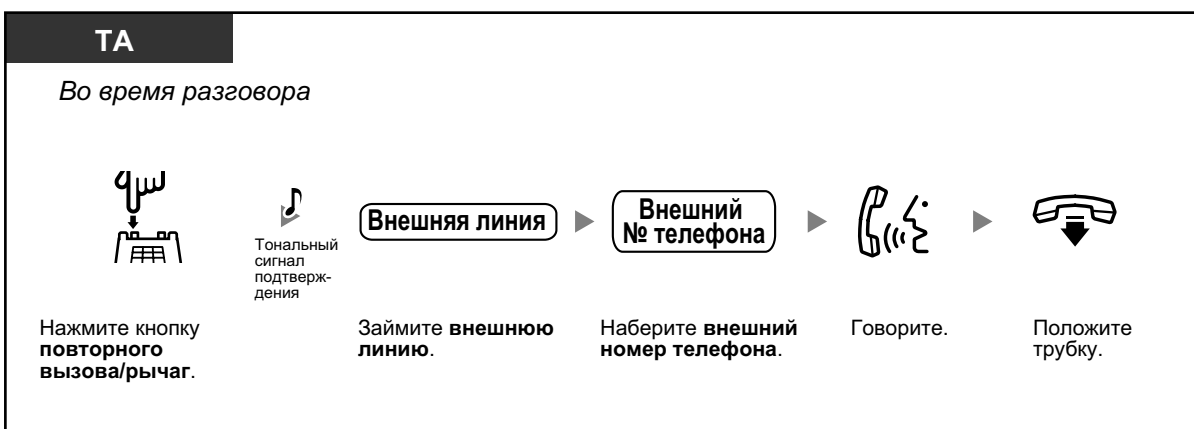 ТА
Во время разговора
Тональный
сигнал
подтверж-
дения
Внешняя линия
Внешний
№ телефона
Нажмите кнопку
повторного
вызова/рычаг.
Займите внешнюю
линию.
Наберите внешний
номер телефона.
Говорите.
Положите
трубку.